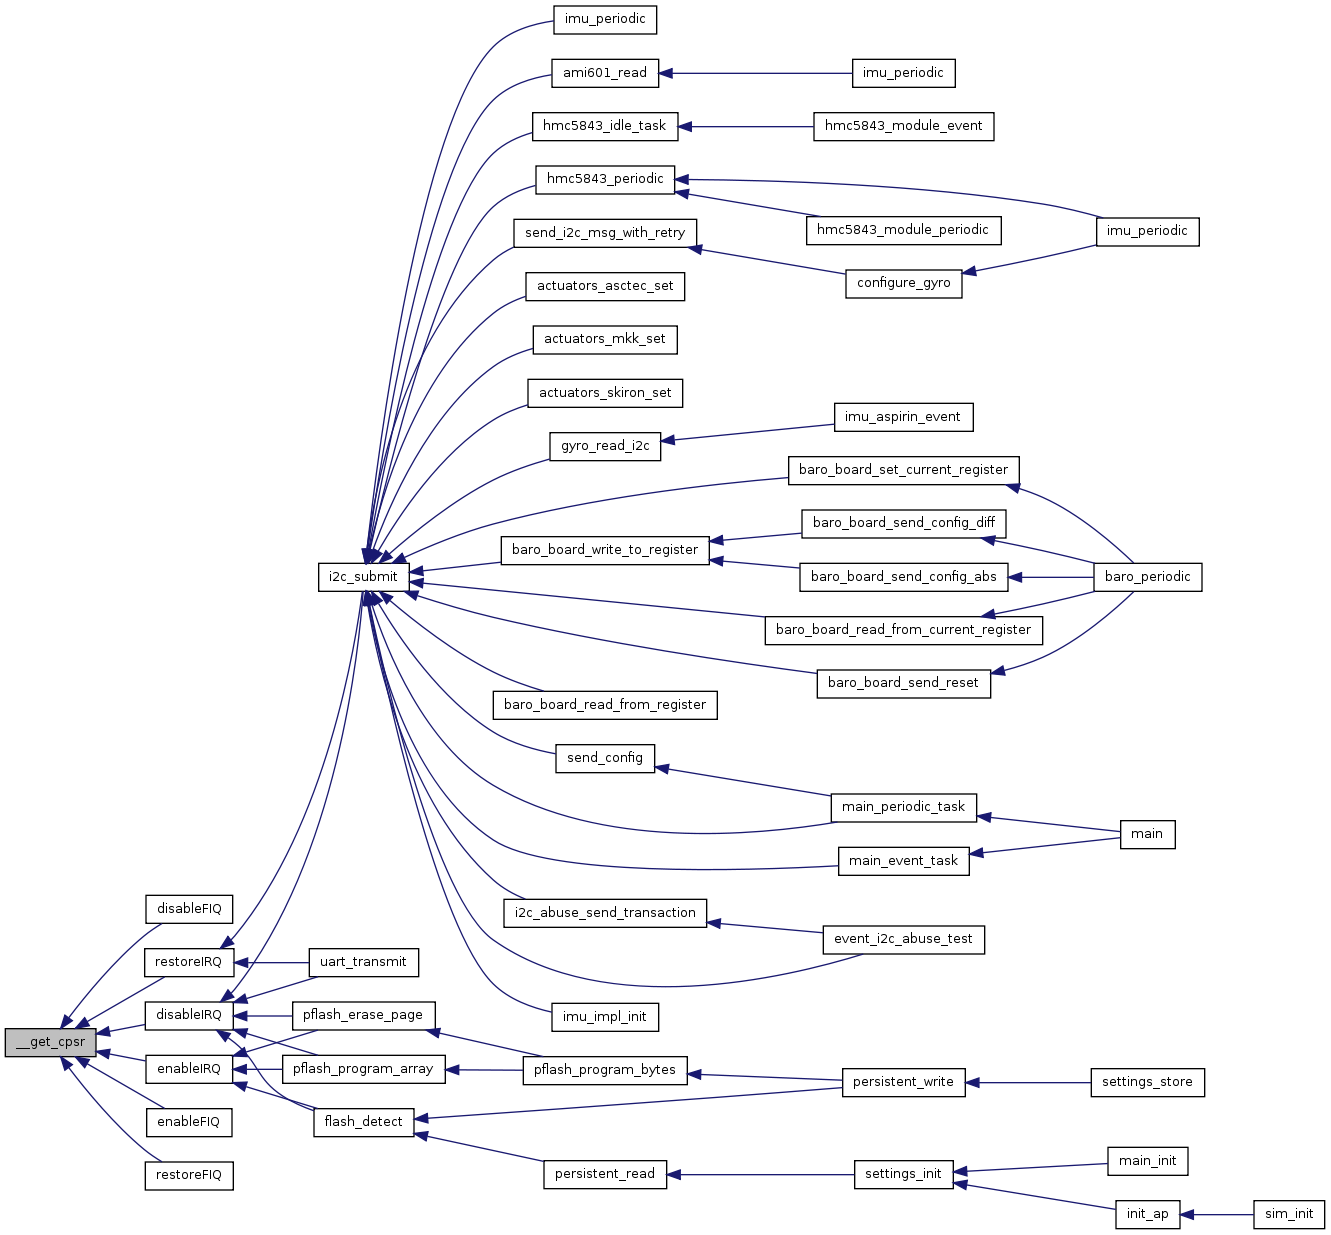 imu_periodic
ami601_read
imu_periodic
hmc5843_idle_task
hmc5843_module_event
hmc5843_periodic
send_i2c_msg_with_retry
hmc5843_module_periodic
imu_periodic
actuators_asctec_set
configure_gyro
actuators_mkk_set
actuators_skiron_set
imu_aspirin_event
gyro_read_i2c
baro_board_set_current_register
baro_board_send_config_diff
baro_board_write_to_register
i2c_submit
baro_board_send_config_abs
baro_periodic
baro_board_read_from_current_register
baro_board_send_reset
baro_board_read_from_register
send_config
main_periodic_task
main
main_event_task
disableFIQ
i2c_abuse_send_transaction
event_i2c_abuse_test
restoreIRQ
uart_transmit
disableIRQ
pflash_erase_page
imu_impl_init
__get_cpsr
enableIRQ
pflash_program_array
pflash_program_bytes
persistent_write
settings_store
enableFIQ
flash_detect
restoreFIQ
persistent_read
settings_init
main_init
init_ap
sim_init